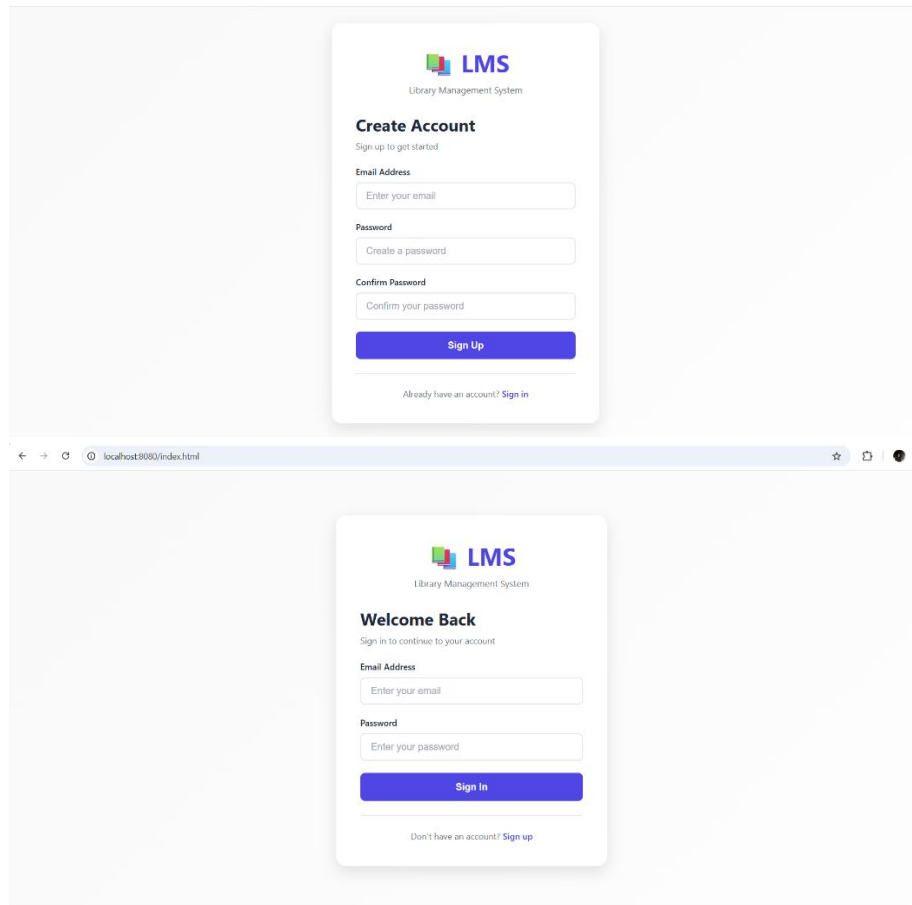 LMS
Library Management System
Create Account
Sign up to get started
Email Address
Enter your email
Password
Create a password
Confirm Password
Confirm your password
Sign Up
Already have an account? Sign in
localhost:8080/index.html
LMS
Library Management System
Welcome Back
Sign in to continue to your account
Email Address
Enter your email
Password
Enter your password
Sign In
Don't have an account? Sign up